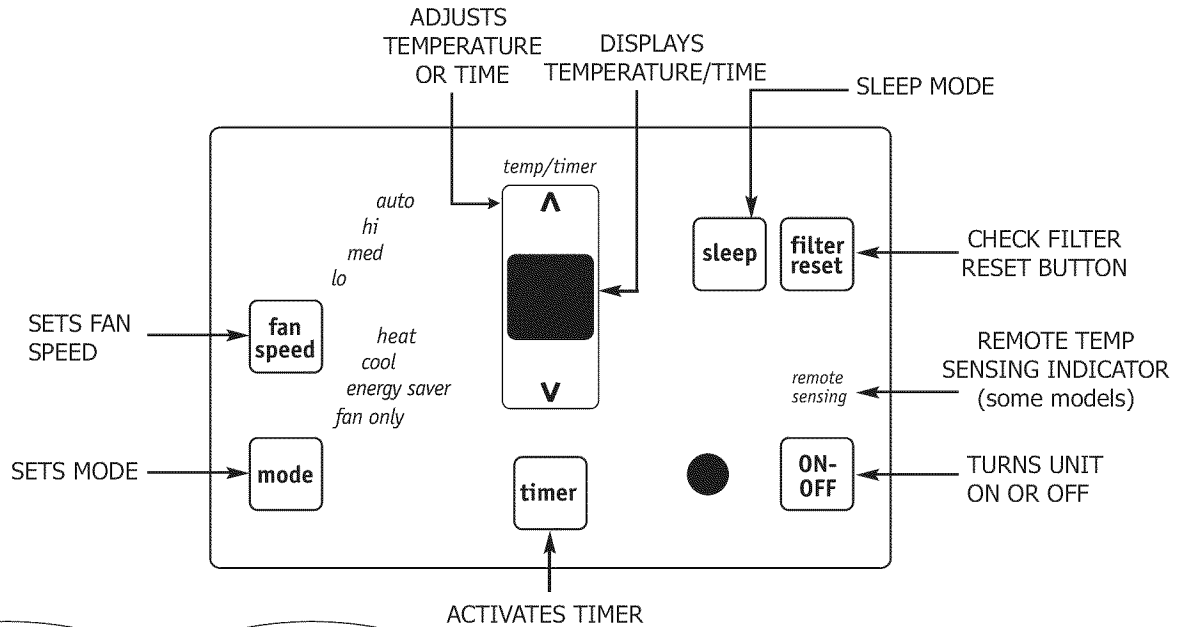 ADJUSTS
TEMPERATURE
OR TIME
DISPLAYS
TEMPERATURE/TIME
SLEEP MODE
temp/timer
auto
hi
med
lo
sleep
filter
reset
CHECK FILTER
RESET BUTTON
SETS FAN
SPEED
fan
speed
heat
cool
energy saver
fan only
remote
sensing
REMOTE TEMP
SENSING INDICATOR
(some models)
SETS MODE
mode
timer
ON-
OFF
TURNS UNIT
ON OR OFF
ACTIVATES TIMER